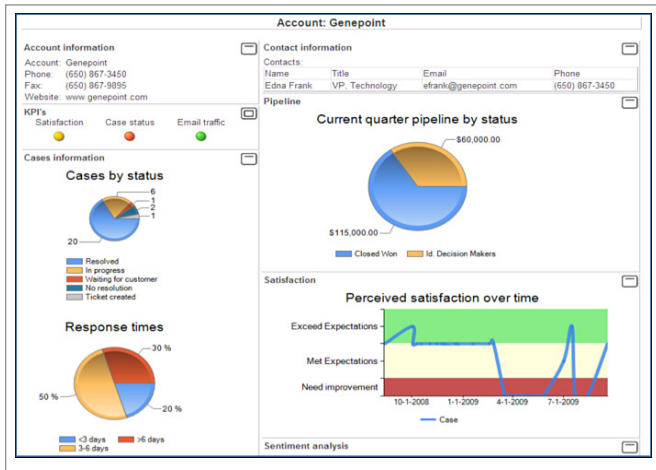 Account: Genepoint
Account information
Account: Genepoint
Phone: (650) 867-3450
Fax: (650) 867-9895
Website: www.genepoint.com
KPI's
Satisfaction Case status Email traffic
Cases information
Cases by status
6
1
2
1
20
Resolved
In progress
Waiting for customer
No resolution
Ticket created
Response times
30 %
50 %
20 %
<3 days >6 days
3-6 days
Contact information
Contacts:
Name Title Email Phone
Edna Frank VP, Technology efrank@genepoint.com (650) 867-3450
Pipeline
Current quarter pipeline by status
$60,000.00
$115,000.00
Closed Won Id. Decision Makers
Satisfaction
Perceived satisfaction over time
Exceed Expectations
Met Expectations
Need improvement
10-1-2008 1-1-2009 4-1-2009 7-1-2009
Case
Sentiment analysis